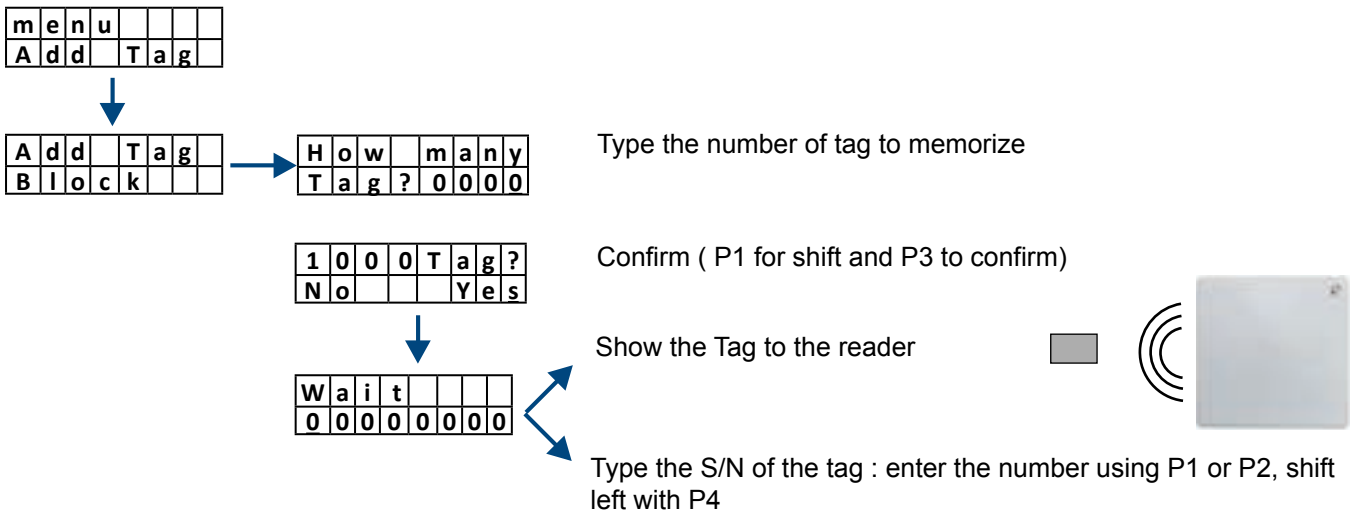 menu
Add Tag
Add Tag
Block
How many
Tag? 0000
Type the number of tag to memorize
1000Tag?
No Yes
Confirm ( P1 for shift and P3 to confirm)
Show the Tag to the reader
Wait
00000000
Type the S/N of the tag : enter the number using P1 or P2, shift
left with P4